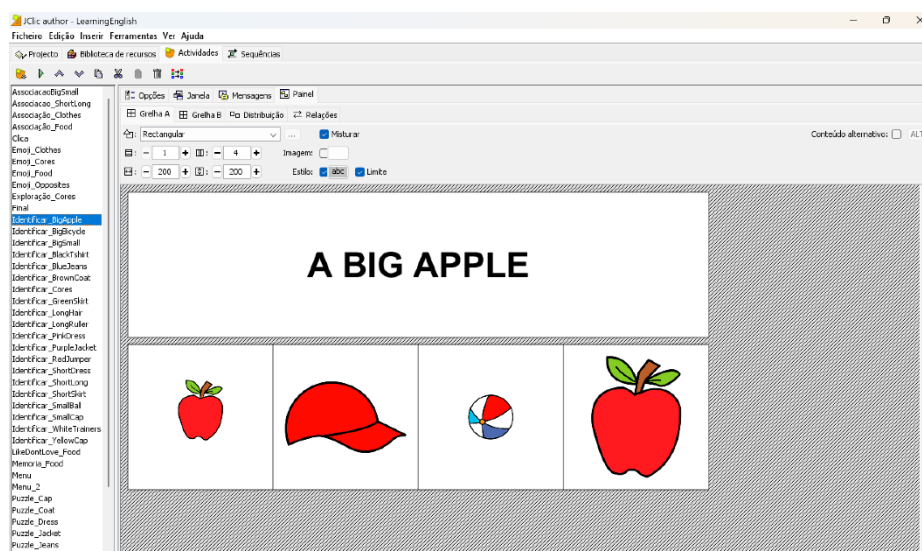 JClic author - LearningEnglish
Ficheiro Edição Inserir Ferramentas Ver Ajuda
Projecto Biblioteca de recursos Actividades Sequências
Opções Janela Mensagens Painel
Grelha A Grelha B Distribuição Relações
Rectangular ... Misturar Conteúdo alternativo: ALT
1 4 Imagem:
200 200 Estilo: abc Limite
AssociacaoBigSmall
Associacao_ShortLong
Associação_Clothes
Associação_Food
Clica
Emoji_Clothes
Emoji_Cores
Emoji_Food
Emoji_Opposites
Exploração_Cores
Final
Identificar_BigApple
Identificar_BigBicycle
Identificar_BigSmall
Identificar_BlackTshirt
Identificar_BlueJeans
Identificar_BrownCoat
Identificar_Cores
Identificar_GreenSkirt
Identificar_LongHair
Identificar_LongRuler
Identificar_PinkDress
Identificar_PurpleJacket
Identificar_RedJumper
Identificar_ShortDress
Identificar_ShortLong
Identificar_ShortSkirt
Identificar_SmallBall
Identificar_SmallCap
Identificar_WhiteTrainers
Identificar_YellowCap
LikeDontLove_Food
Memoria_Food
Menu
Menu_2
Puzzle_Cap
Puzzle_Coat
Puzzle_Dress
Puzzle_Jacket
Puzzle_Jeans
A BIG APPLE